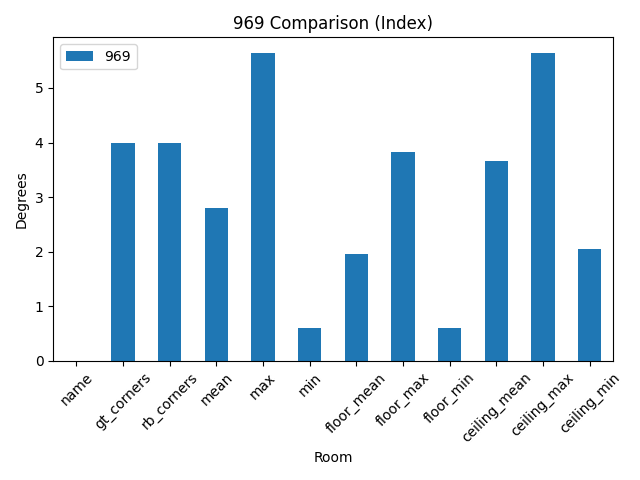 969 Comparison (Index)
969
Degrees
5
4
3
2
1
0
name
gt_corners
rb_corners
mean
max
min
floor_mean
floor_max
floor_min
ceiling_mean
ceiling_max
ceiling_min
Room